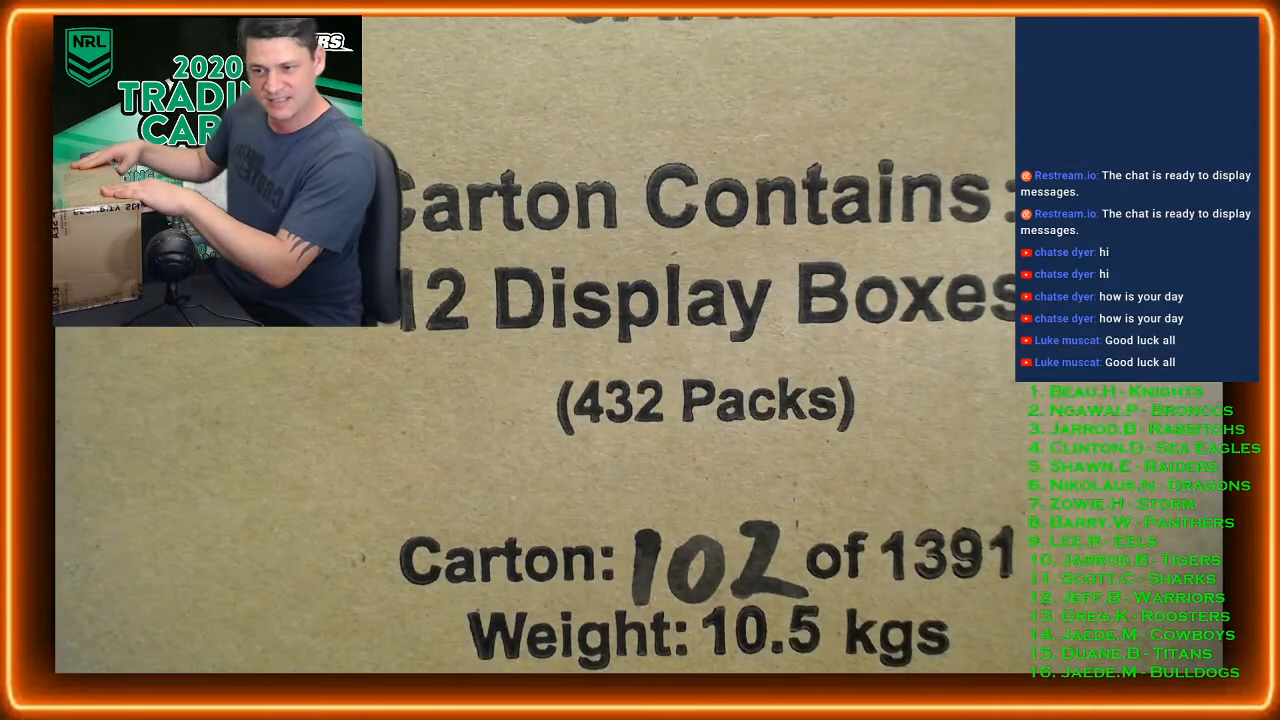 NRL
2020
TRADIN
CAR
RS
Carton Contains:
12 Display Boxes
(432 Packs)
Carton: 102 of 1391
Weight: 10.5 kgs
Restream.io: The chat is ready to display
messages.
Restream.io: The chat is ready to display
messages.
chatse dyer: hi
chatse dyer: hi
chatse dyer: how is your day
chatse dyer: how is your day
Luke muscat: Good luck all
Luke muscat: Good luck all
1. Beau.H - Knights
2. Ngawai.P - Broncos
3. Jarrod.B - Rabbitohs
4. Clinton.D - Sea Eagles
5. Shawn.E - Raiders
6. Nikolaus.N - Dragons
7. Zowie.H - Storm
8. Barry.W - Panthers
9. Lee.R - Eels
10. Jarrod.B - Tigers
11. Scott.C - Sharks
12. Jeff.B - Warriors
13. Greg.K - Roosters
14. Jaede.M - Cowboys
15. Duane.B - Titans
16. Jaede.M - Bulldogs